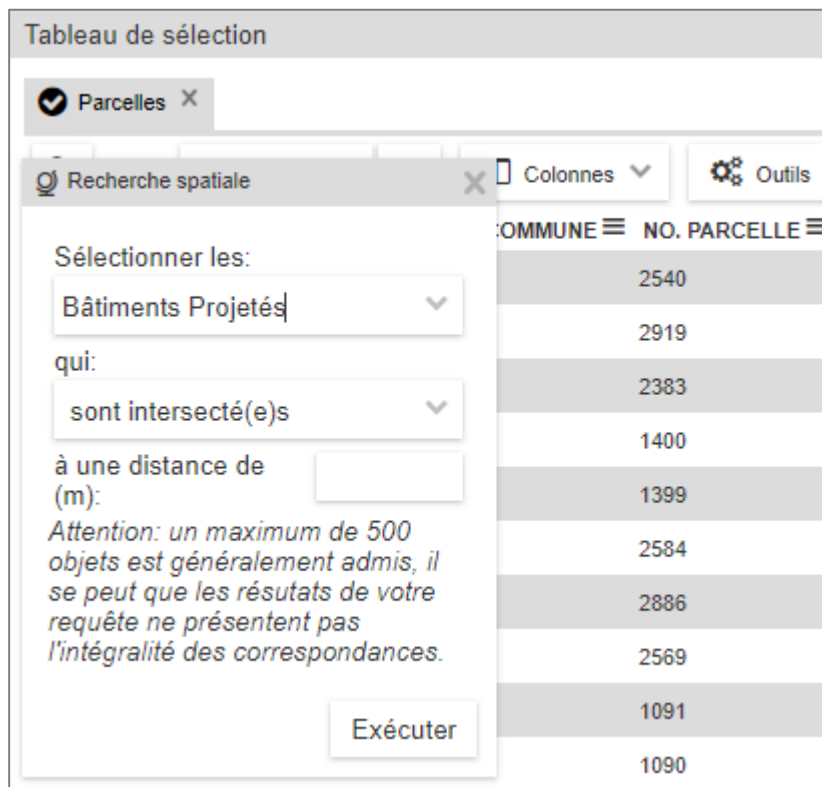 Tableau de sélection
Parcelles
Colonnes
Outils
Recherche spatiale
OMMUNE NO. PARCELLE
Sélectionner les:
Bâtiments Projetés
qui:
sont intersecté(e)s
à une distance de
(m):
Attention: un maximum de 500
objets est généralement admis, il
se peut que les résutats de votre
requête ne présentent pas
l'intégralité des correspondances.
Exécuter
2540
2919
2383
1400
1399
2584
2886
2569
1091
1090